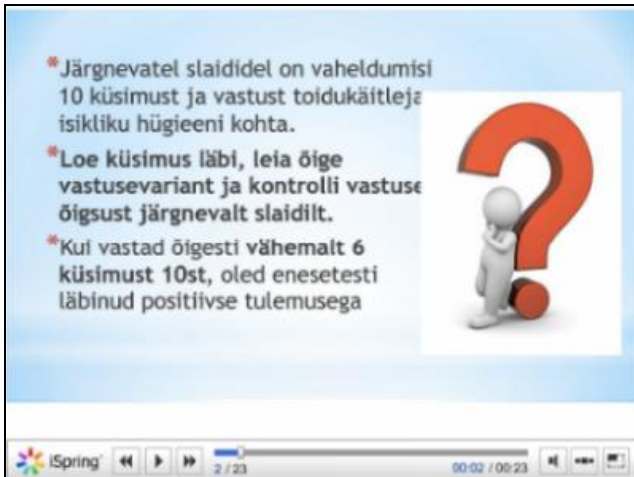 *Järgnevatel slaididel on vaheldumisi
10 küsimust ja vastust toidukäitleja
isikliku hügieeni kohta.
*Loe küsimus läbi, leia õige
vastusevariant ja kontrolli vastuse
õigsust järgnevalt slaidilt.
*Kui vastad õigesti vähemalt 6
küsimust 10st, oled enesetesti
läbinud positiivse tulemusega
iSpring
2 / 23
00:02 / 00:23